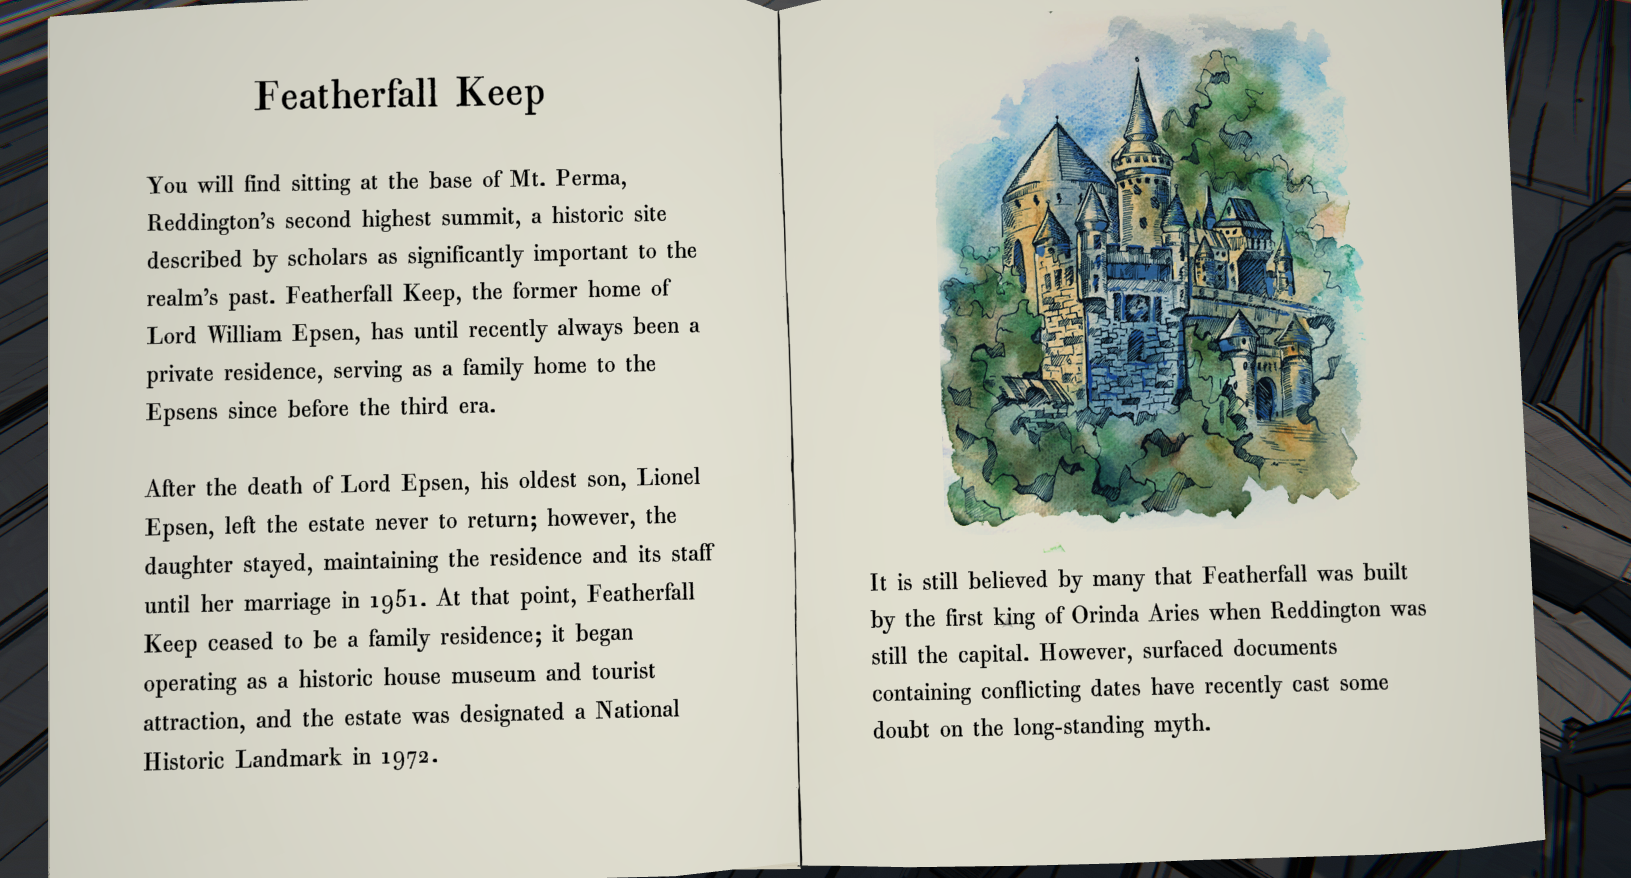 Featherfall Keep
You will find sitting at the base of Mt. Perma,
Reddington's second highest summit, a historic site
described by scholars as significantly important to the
realm's past. Featherfall Keep, the former home of
Lord William Epsen, has until recently always been a
private residence, serving as a family home to the
Epsens since before the third era.
After the death of Lord Epsen, his oldest son, Lionel
Epsen, left the estate never to return; however, the
daughter stayed, maintaining the residence and its staff
until her marriage in 1951. At that point, Featherfall
Keep ceased to be a family residence; it began
operating as a historic house museum and tourist
attraction, and the estate was designated a National
Historic Landmark in 1972.
It is still believed by many that Featherfall was built
by the first king of Orinda Aries when Reddington was
still the capital. However, surfaced documents
containing conflicting dates have recently cast some
doubt on the long-standing myth.